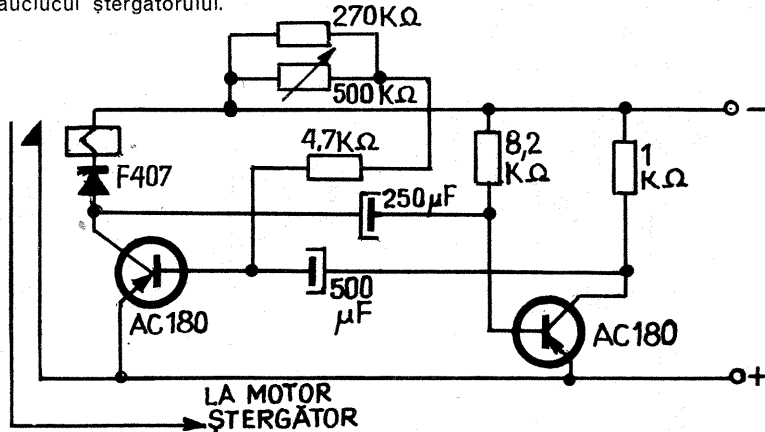 auciucul ștergătorului.
270KΩ
500KΩ
4,7KΩ
8,2
KΩ
1
KΩ
F407
250μF
500
μF
AC180
AC180
LA MOTOR
ȘTERGĂTOR